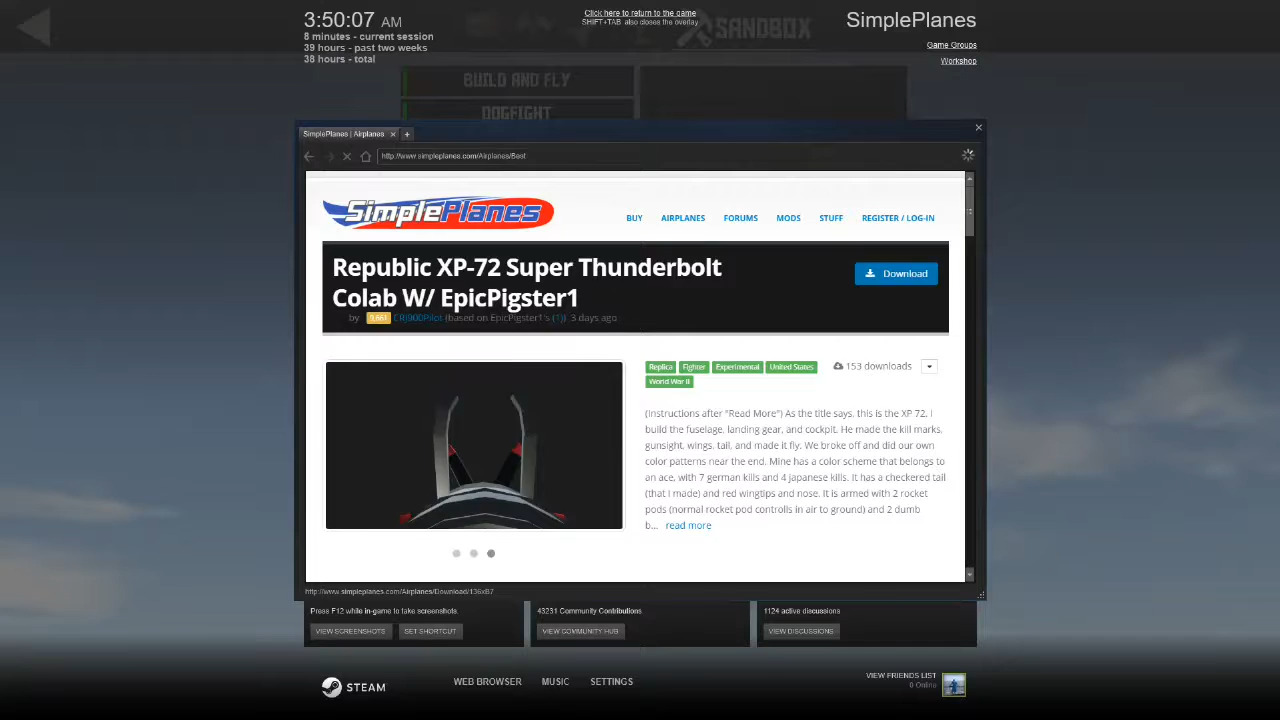 3:50:07 AM
8 minutes - current session
39 hours - past two weeks
38 hours - total
Click here to return to the game
SHIFT+TAB also closes the overlay
SimplePlanes
Game Groups
Workshop
SANDBOX
BUILD AND FLY
DOGFIGHT
SimplePlanes | Airplanes
http://www.simpleplanes.com/Airplanes/Best
SimplePlanes
BUY AIRPLANES FORUMS MODS STUFF REGISTER / LOG-IN
Republic XP-72 Super Thunderbolt
Colab W/ EpicPigster1
Download
by 9,661 CRJ900Pilot (based on EpicPigster1's (1)) 3 days ago
Replica Fighter Experimental United States
World War II
153 downloads
(Instructions after "Read More") As the title says, this is the XP 72. I
build the fuselage, landing gear, and cockpit. He made the kill marks,
gunsight, wings, tail, and made it fly. We broke off and did our own
color patterns near the end. Mine has a color scheme that belongs to
an ace, with 7 german kills and 4 japanese kills. It has a checkered tail
(that I made) and red wingtips and nose. It is armed with 2 rocket
pods (normal rocket pod controlls in air to ground) and 2 dumb
b... read more
http://www.simpleplanes.com/Airplanes/Download/136xB7
Press F12 while in-game to take screenshots.
VIEW SCREENSHOTS SET SHORTCUT
43231 Community Contributions
VIEW COMMUNITY HUB
1124 active discussions
VIEW DISCUSSIONS
STEAM
WEB BROWSER MUSIC SETTINGS
VIEW FRIENDS LIST
0 Online